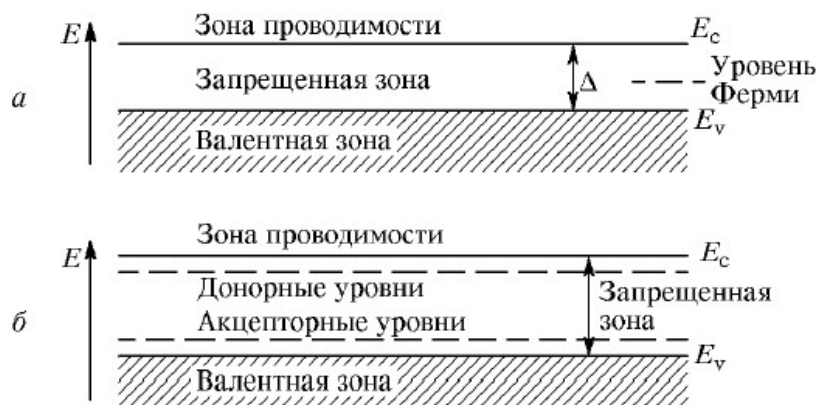 E
Зона проводимости
E_c
а
Запрещенная зона
Δ
Уровень
Ферми
Валентная зона
E_v
E
Зона проводимости
E_c
б
Донорные уровни
Акцепторные уровни
Запрещенная
зона
Валентная зона
E_v